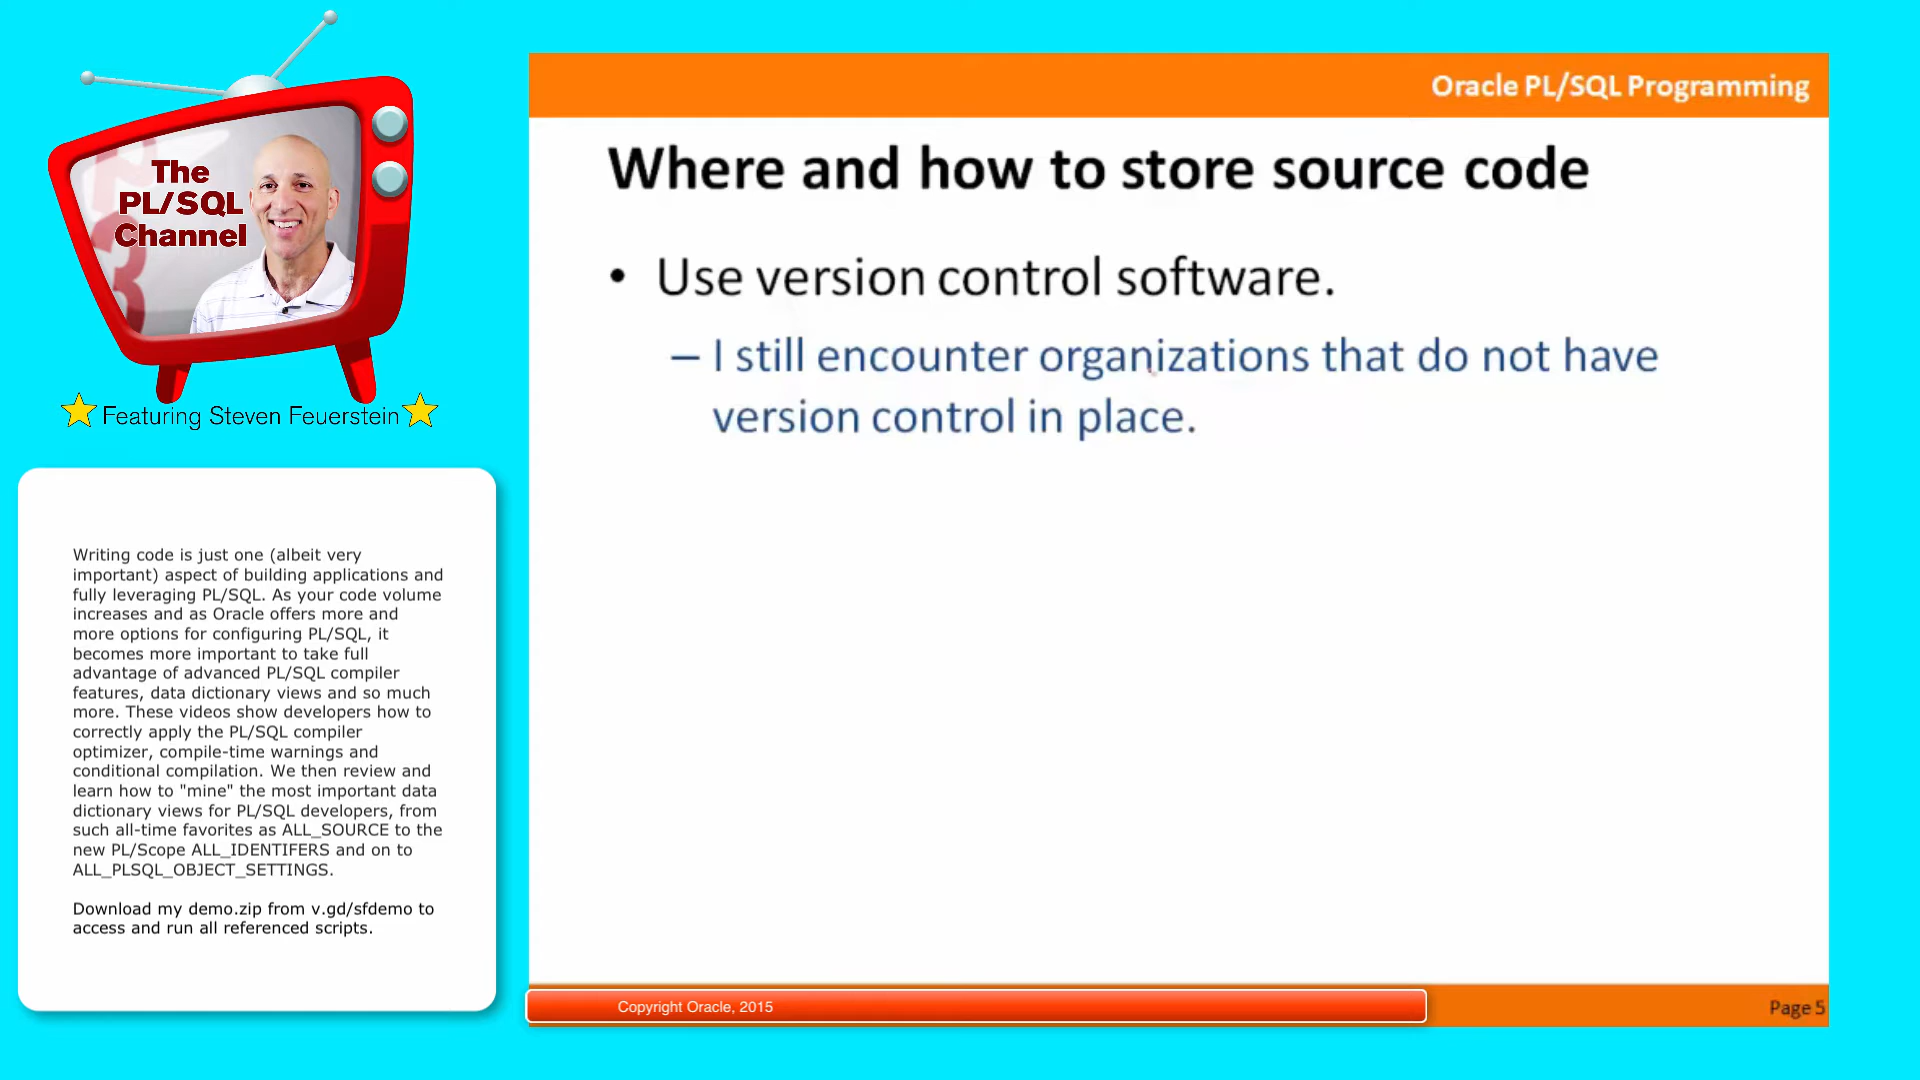 The
PL/SQL
Channel
Featuring Steven Feuerstein
Writing code is just one (albeit very
important) aspect of building applications and
fully leveraging PL/SQL. As your code volume
increases and as Oracle offers more and
more options for configuring PL/SQL, it
becomes more important to take full
advantage of advanced PL/SQL compiler
features, data dictionary views and so much
more. These videos show developers how to
correctly apply the PL/SQL compiler
optimizer, compile-time warnings and
conditional compilation. We then review and
learn how to "mine" the most important data
dictionary views for PL/SQL developers, from
such all-time favorites as ALL_SOURCE to the
new PL/Scope ALL_IDENTIFERS and on to
ALL_PLSQL_OBJECT_SETTINGS.
Download my demo.zip from v.gd/sfdemo to
access and run all referenced scripts.
Oracle PL/SQL Programming
Where and how to store source code
• Use version control software.
– I still encounter organizations that do not have
version control in place.
Copyright Oracle, 2015
Page 5